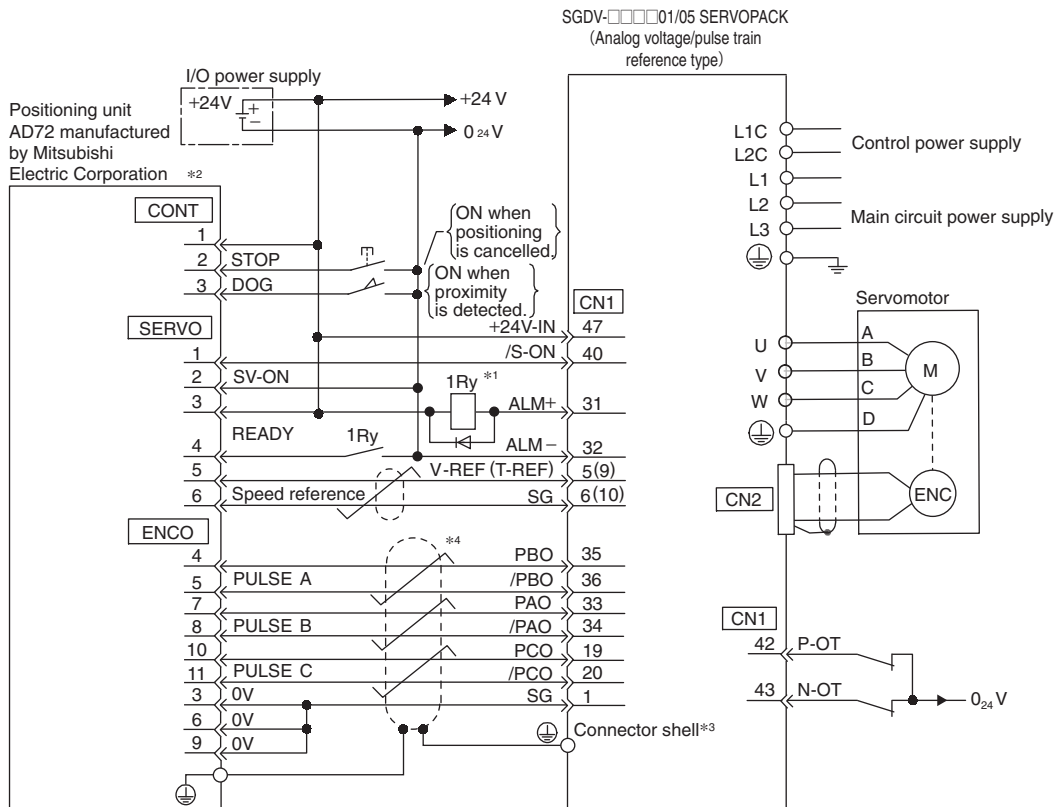 SGDV-□□□□01/05 SERVOPACK
(Analog voltage/pulse train
reference type)
I/O power supply
+24V
+
−
+24 V
0 24 V
Positioning unit
AD72 manufactured
by Mitsubishi
Electric Corporation *2
CONT
1
2 STOP
3 DOG
ON when
positioning
is cancelled.
ON when
proximity
is detected.
SERVO
1
2 SV-ON
3
4 READY
5
6 Speed reference
1Ry *1
1Ry
CN1
+24V-IN 47
/S-ON 40
ALM+ 31
ALM− 32
V-REF (T-REF) 5(9)
SG 6(10)
ENCO
4
5 PULSE A
7
8 PULSE B
10
11 PULSE C
3 0V
6 0V
9 0V
*4
PBO 35
/PBO 36
PAO 33
/PAO 34
PCO 19
/PCO 20
SG 1
Connector shell*3
L1C
L2C
Control power supply
L1
L2
L3
Main circuit power supply
Servomotor
U A
V B
W C
D
M
CN2
ENC
CN1
42 P-OT
43 N-OT
0₂₄ V